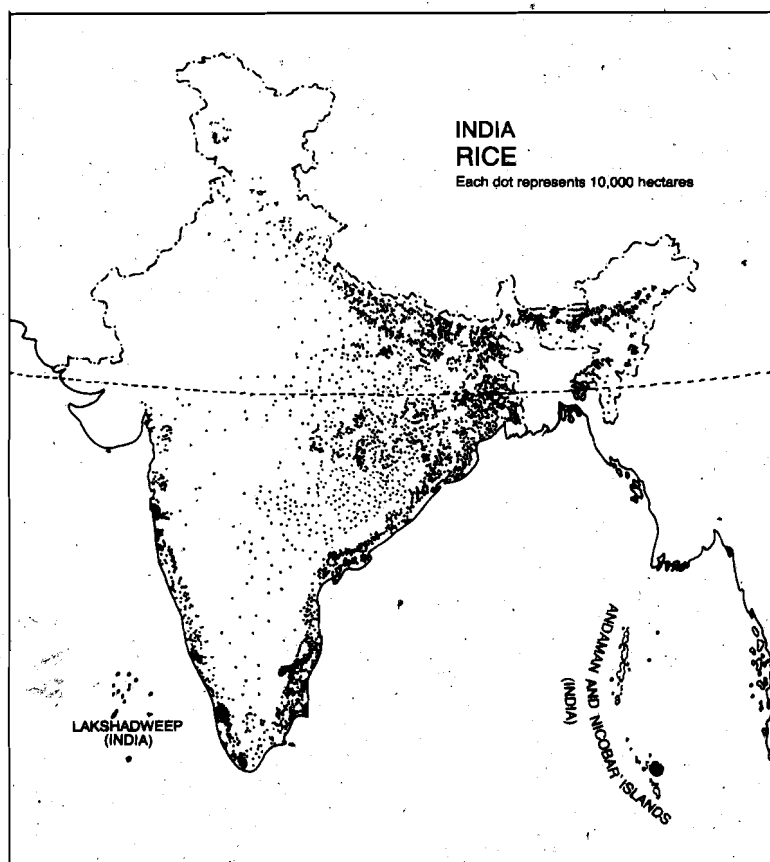 INDIA
RICE
Each dot represents 10,000 hectares
LAKSHADWEEP
(INDIA)
ANDAMAN AND NICOBAR ISLANDS
(INDIA)